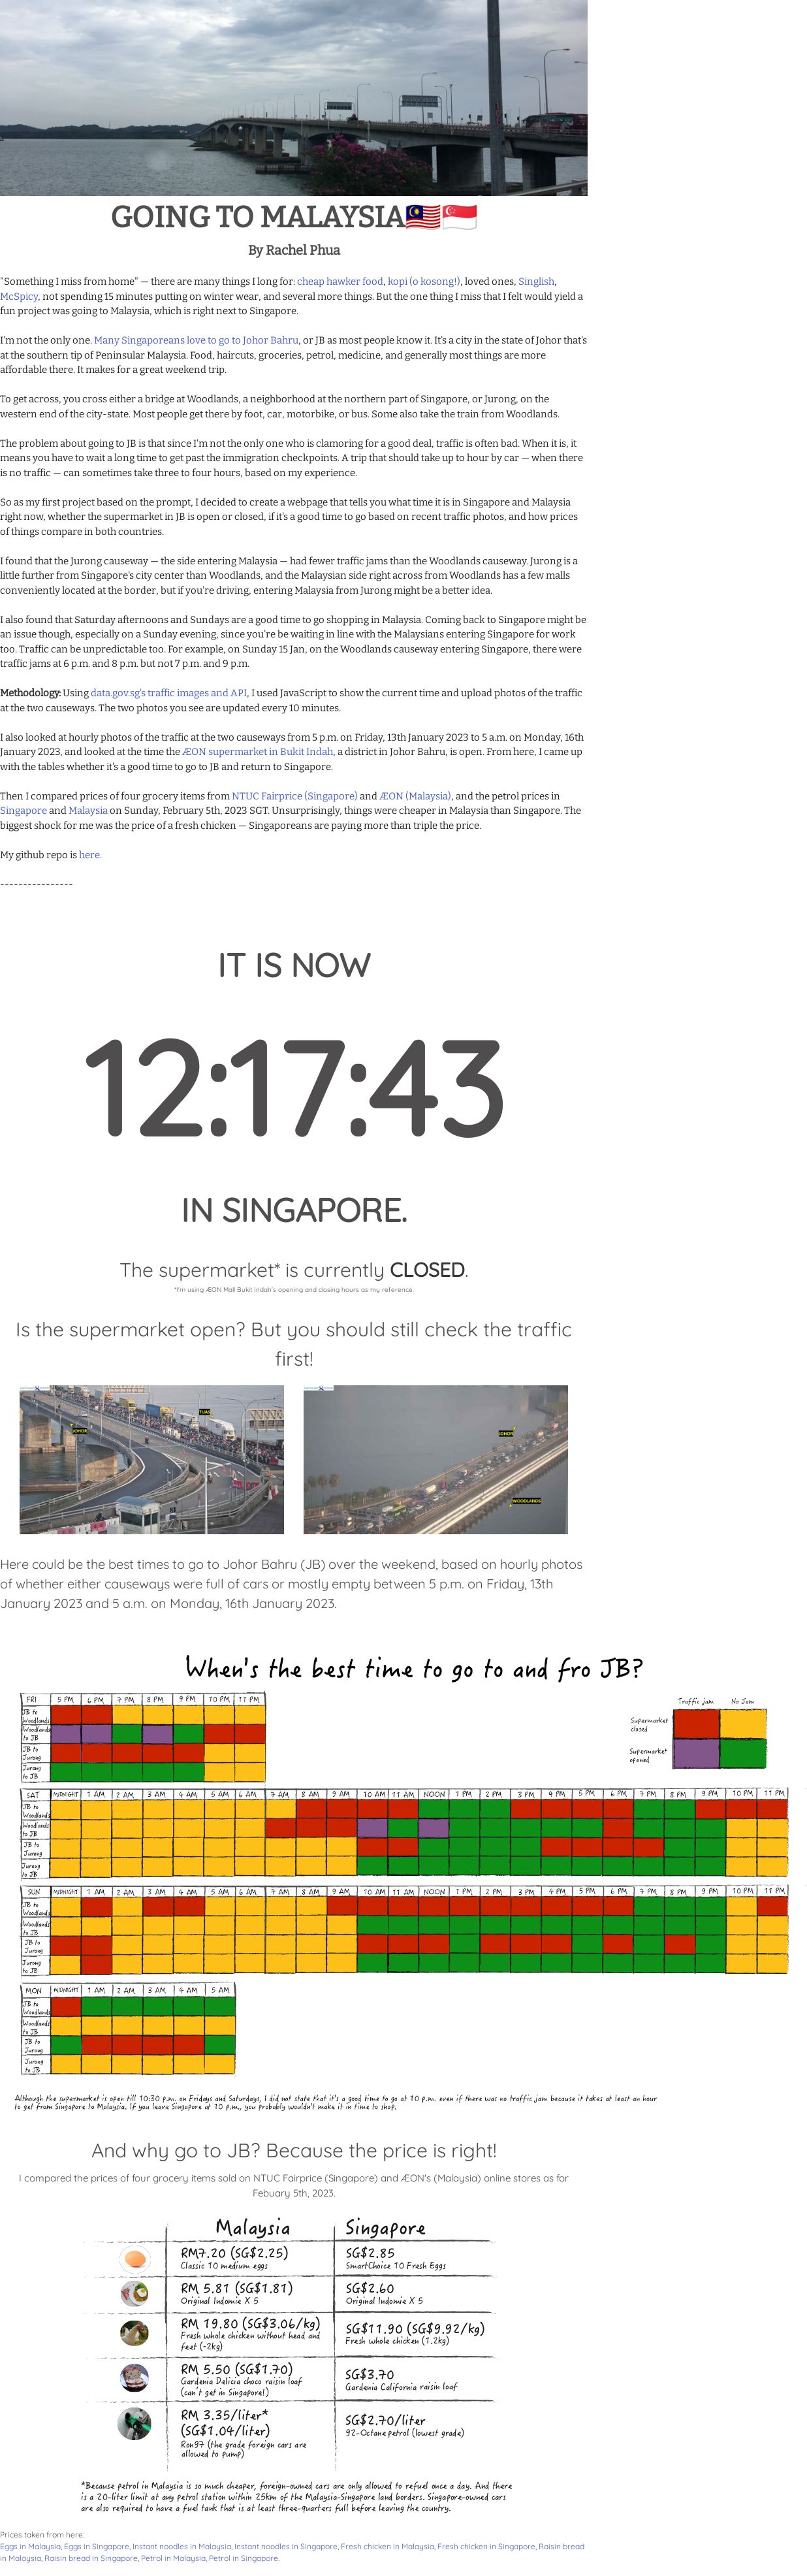 GOING TO MALAYSIA🇲🇾🇸🇬
By Rachel Phua
"Something I miss from home" — there are many things I long for: cheap hawker food, kopi (o kosong!), loved ones, Singlish,
McSpicy, not spending 15 minutes putting on winter wear, and several more things. But the one thing I miss that I felt would yield a
fun project was going to Malaysia, which is right next to Singapore.
I'm not the only one. Many Singaporeans love to go to Johor Bahru, or JB as most people know it. It's a city in the state of Johor that's
at the southern tip of Peninsular Malaysia. Food, haircuts, groceries, petrol, medicine, and generally most things are more
affordable there. It makes for a great weekend trip.
To get across, you cross either a bridge at Woodlands, a neighborhood at the northern part of Singapore, or Jurong, on the
western end of the city-state. Most people get there by foot, car, motorbike, or bus. Some also take the train from Woodlands.
The problem about going to JB is that since I'm not the only one who is clamoring for a good deal, traffic is often bad. When it is, it
means you have to wait a long time to get past the immigration checkpoints. A trip that should take up to hour by car — when there
is no traffic — can sometimes take three to four hours, based on my experience.
So as my first project based on the prompt, I decided to create a webpage that tells you what time it is in Singapore and Malaysia
right now, whether the supermarket in JB is open or closed, if it's a good time to go based on recent traffic photos, and how prices
of things compare in both countries.
I found that the Jurong causeway — the side entering Malaysia — had fewer traffic jams than the Woodlands causeway. Jurong is a
little further from Singapore's city center than Woodlands, and the Malaysian side right across from Woodlands has a few malls
conveniently located at the border, but if you're driving, entering Malaysia from Jurong might be a better idea.
I also found that Saturday afternoons and Sundays are a good time to go shopping in Malaysia. Coming back to Singapore might be
an issue though, especially on a Sunday evening, since you're be waiting in line with the Malaysians entering Singapore for work
too. Traffic can be unpredictable too. For example, on Sunday 15 Jan, on the Woodlands causeway entering Singapore, there were
traffic jams at 6 p.m. and 8 p.m. but not 7 p.m. and 9 p.m.
Methodology: Using data.gov.sg's traffic images and API, I used JavaScript to show the current time and upload photos of the traffic
at the two causeways. The two photos you see are updated every 10 minutes.
I also looked at hourly photos of the traffic at the two causeways from 5 p.m. on Friday, 13th January 2023 to 5 a.m. on Monday, 16th
January 2023, and looked at the time the ÆON supermarket in Bukit Indah, a district in Johor Bahru, is open. From here, I came up
with the tables whether it's a good time to go to JB and return to Singapore.
Then I compared prices of four grocery items from NTUC Fairprice (Singapore) and ÆON (Malaysia), and the petrol prices in
Singapore and Malaysia on Sunday, February 5th, 2023 SGT. Unsurprisingly, things were cheaper in Malaysia than Singapore. The
biggest shock for me was the price of a fresh chicken — Singaporeans are paying more than triple the price.
My github repo is here.
----------------
IT IS NOW
12:17:43
IN SINGAPORE.
The supermarket* is currently CLOSED.
*I'm using ÆON Mall Bukit Indah's opening and closing hours as my reference.
Is the supermarket open? But you should still check the traffic
first!
JOHOR TUAS
JOHOR
WOODLANDS
Here could be the best times to go to Johor Bahru (JB) over the weekend, based on hourly photos
of whether either causeways were full of cars or mostly empty between 5 p.m. on Friday, 13th
January 2023 and 5 a.m. on Monday, 16th January 2023.
When's the best time to go to and fro JB?
Traffic jam No Jam
Supermarket closed
Supermarket opened
FRI 5 PM 6 PM 7 PM 8 PM 9 PM 10 PM 11 PM
JB to Woodlands
Woodlands to JB
JB to Jurong
Jurong to JB
SAT MIDNIGHT 1 AM 2 AM 3 AM 4 AM 5 AM 6 AM 7 AM 8 AM 9 AM 10 AM 11 AM NOON 1 PM 2 PM 3 PM 4 PM 5 PM 6 PM 7 PM 8 PM 9 PM 10 PM 11 PM
JB to Woodlands
Woodlands to JB
JB to Jurong
Jurong to JB
SUN MIDNIGHT 1 AM 2 AM 3 AM 4 AM 5 AM 6 AM 7 AM 8 AM 9 AM 10 AM 11 AM NOON 1 PM 2 PM 3 PM 4 PM 5 PM 6 PM 7 PM 8 PM 9 PM 10 PM 11 PM
JB to Woodlands
Woodlands to JB
JB to Jurong
Jurong to JB
MON MIDNIGHT 1 AM 2 AM 3 AM 4 AM 5 AM
JB to Woodlands
Woodlands to JB
JB to Jurong
Jurong to JB
Although the supermarket is open till 10:30 p.m. on Fridays and Saturdays, I did not state that it's a good time to go at 10 p.m. even if there was no traffic jam because it takes at least an hour
to get from Singapore to Malaysia. If you leave Singapore at 10 p.m., you probably wouldn't make it in time to shop.
And why go to JB? Because the price is right!
I compared the prices of four grocery items sold on NTUC Fairprice (Singapore) and ÆON's (Malaysia) online stores as for
Febuary 5th, 2023.
Malaysia Singapore
RM7.20 (SG$2.25) SG$2.85
Classic 10 medium eggs SmartChoice 10 Fresh Eggs
RM 5.81 (SG$1.81) SG$2.60
Original Indomie X 5 Original Indomie X 5
RM 19.80 (SG$3.06/kg) SG$11.90 (SG$9.92/kg)
Fresh whole chicken without head and Fresh whole chicken (1.2kg)
feet (~2kg)
RM 5.50 (SG$1.70) SG$3.70
Gardenia Delicia choco raisin loaf Gardenia California raisin loaf
(can't get in Singapore!)
RM 3.35/liter* SG$2.70/liter
(SG$1.04/liter) 92-Octane petrol (lowest grade)
Ron97 (the grade foreign cars are
allowed to pump)
*Because petrol in Malaysia is so much cheaper, foreign-owned cars are only allowed to refuel once a day. And there
is a 20-liter limit at any petrol station within 25km of the Malaysia-Singapore land borders. Singapore-owned cars
are also required to have a fuel tank that is at least three-quarters full before leaving the country.
Prices taken from here:
Eggs in Malaysia, Eggs in Singapore, Instant noodles in Malaysia, Instant noodles in Singapore, Fresh chicken in Malaysia, Fresh chicken in Singapore, Raisin bread
in Malaysia, Raisin bread in Singapore, Petrol in Malaysia, Petrol in Singapore.